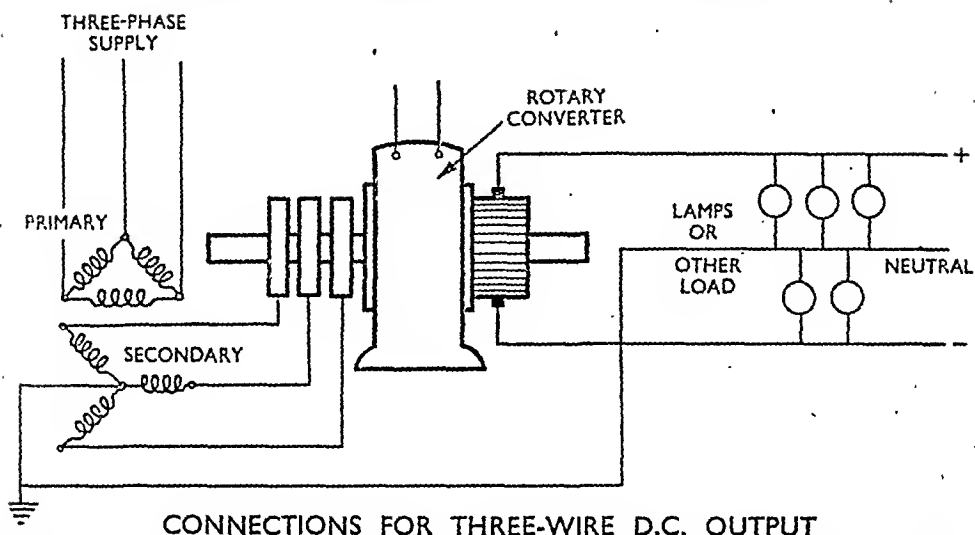 THREE-PHASE
SUPPLY
ROTARY
CONVERTER
+
PRIMARY
LAMPS
OR
OTHER
LOAD
NEUTRAL
SECONDARY
–
CONNECTIONS FOR THREE-WIRE D.C. OUTPUT